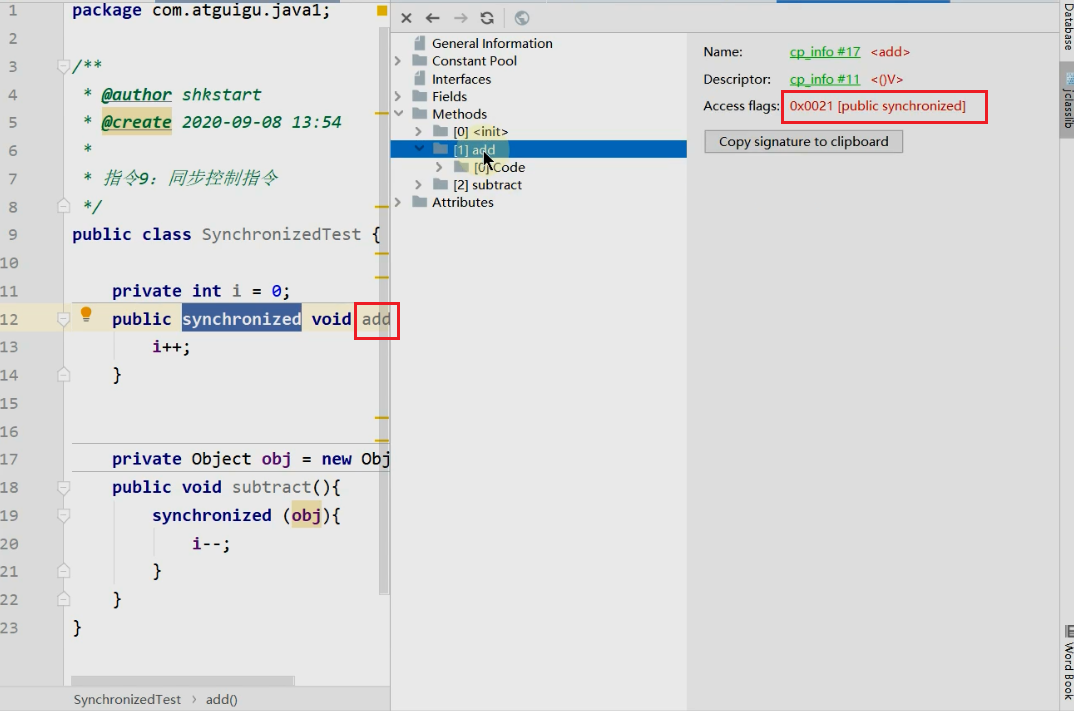 1 package com.atguigu.java1;
2
3 /**
4 * @author shkstart
5 * @create 2020-09-08 13:54
6 *
7 * 指令9：同步控制指令
8 */
9 public class SynchronizedTest {
10
11 private int i = 0;
12 public synchronized void add
13 i++;
14 }
15
16
17 private Object obj = new Obj
18 public void subtract(){
19 synchronized (obj){
20 i--;
21 }
22 }
23 }
SynchronizedTest › add()
General Information
Constant Pool
Interfaces
Fields
Methods
[0] <init>
[1] add
[0] Code
[2] subtract
Attributes
Name: cp_info #17 <add>
Descriptor: cp_info #11 <()V>
Access flags: 0x0021 [public synchronized]
Copy signature to clipboard
Database
jclasslib
Word Book